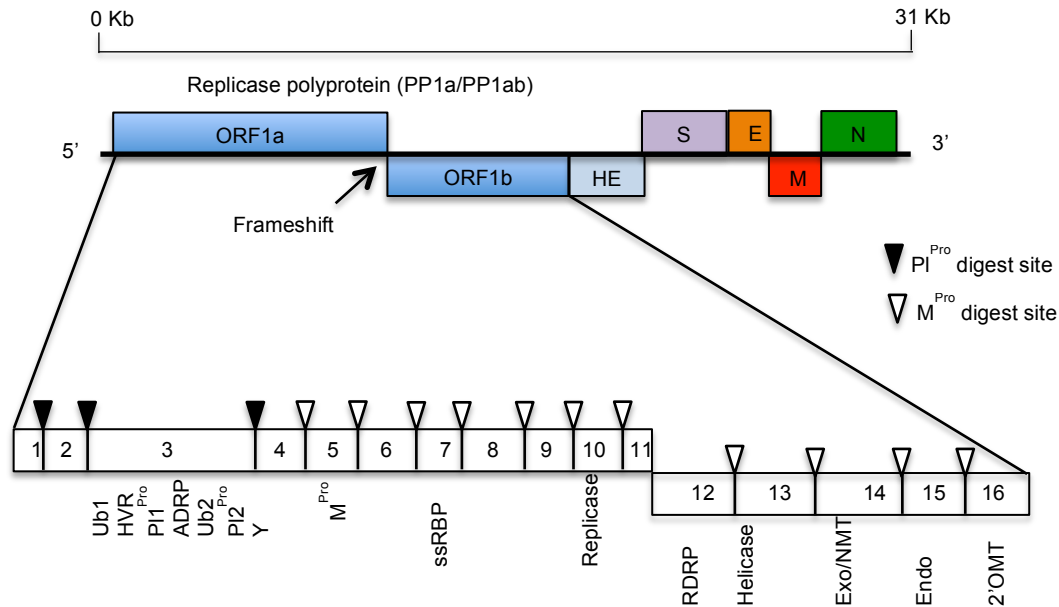 0 Kb
31 Kb
Replicase polyprotein (PP1a/PP1ab)
ORF1a
S
E
N
5’
3’
ORF1b
HE
M
Frameshift
Pl^Pro digest site
M^Pro digest site
1
2
3
4
5
6
7
8
9
10
11
12
13
14
15
16
Ub1
HVR
Pl1^Pro
ADRP
Ub2
Pl2^Pro
Y
M^Pro
ssRBP
Replicase
RDRP
Helicase
Exo/NMT
Endo
2’OMT